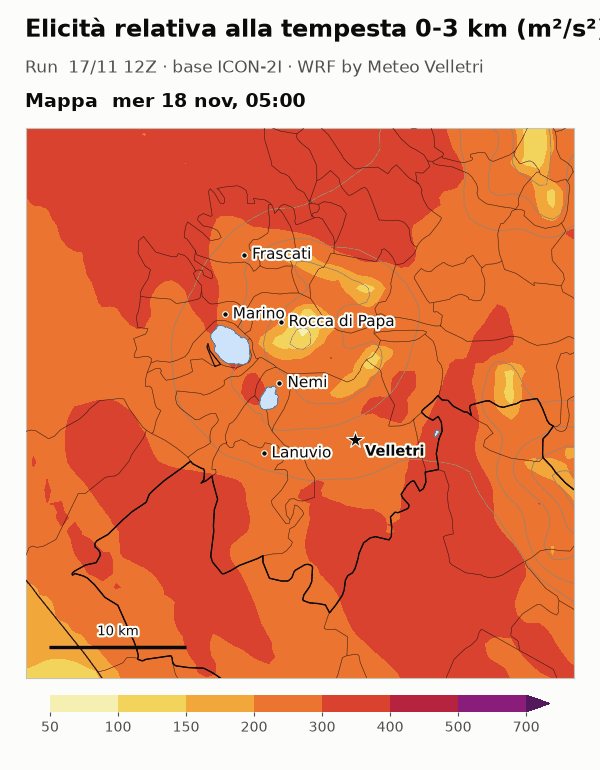 Elicità relativa alla tempesta 0-3 km (m²/s²)
Run 17/11 12Z · base ICON-2I · WRF by Meteo Velletri
Mappa mer 18 nov, 05:00
Frascati
Marino
Rocca di Papa
Nemi
Velletri
Lanuvio
10 km
50 100 150 200 300 400 500 700